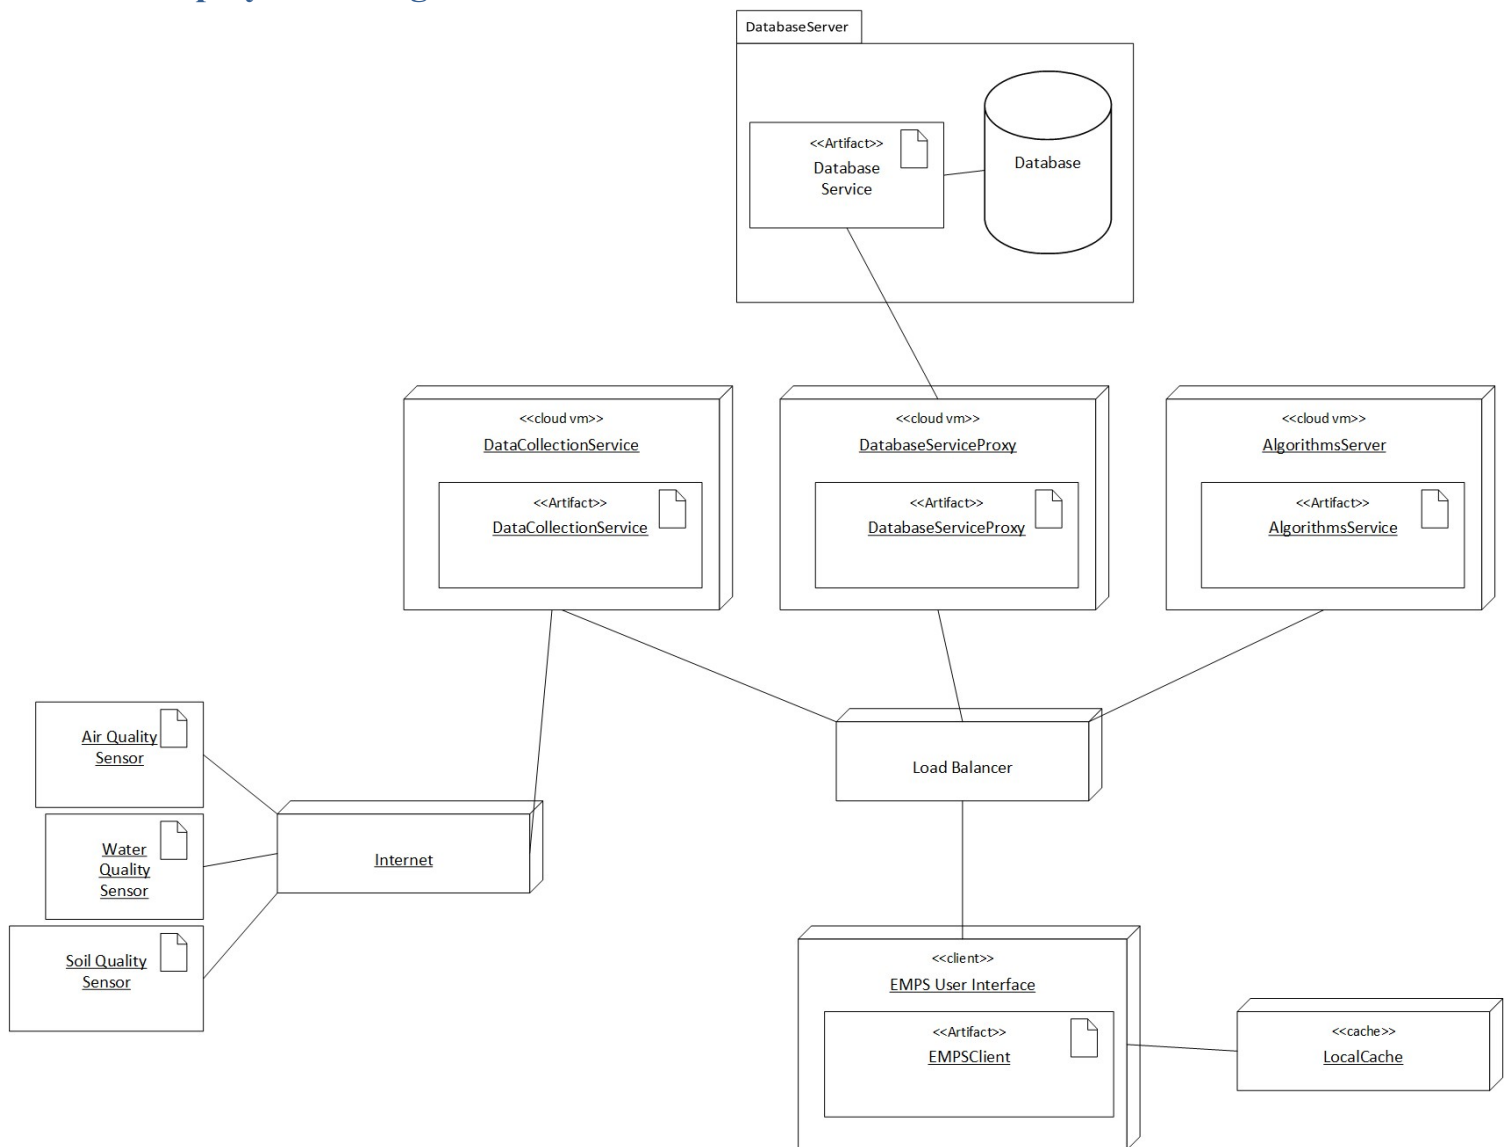 DatabaseServer
<<Artifact>>
Database
Service
Database
<<cloud vm>>
DataCollectionService
<<Artifact>>
DataCollectionService
<<cloud vm>>
DatabaseServiceProxy
<<Artifact>>
DatabaseServiceProxy
<<cloud vm>>
AlgorithmsServer
<<Artifact>>
AlgorithmsService
Air Quality
Sensor
Water
Quality
Sensor
Soil Quality
Sensor
Internet
Load Balancer
<<client>>
EMPS User Interface
<<Artifact>>
EMPSClient
<<cache>>
LocalCache